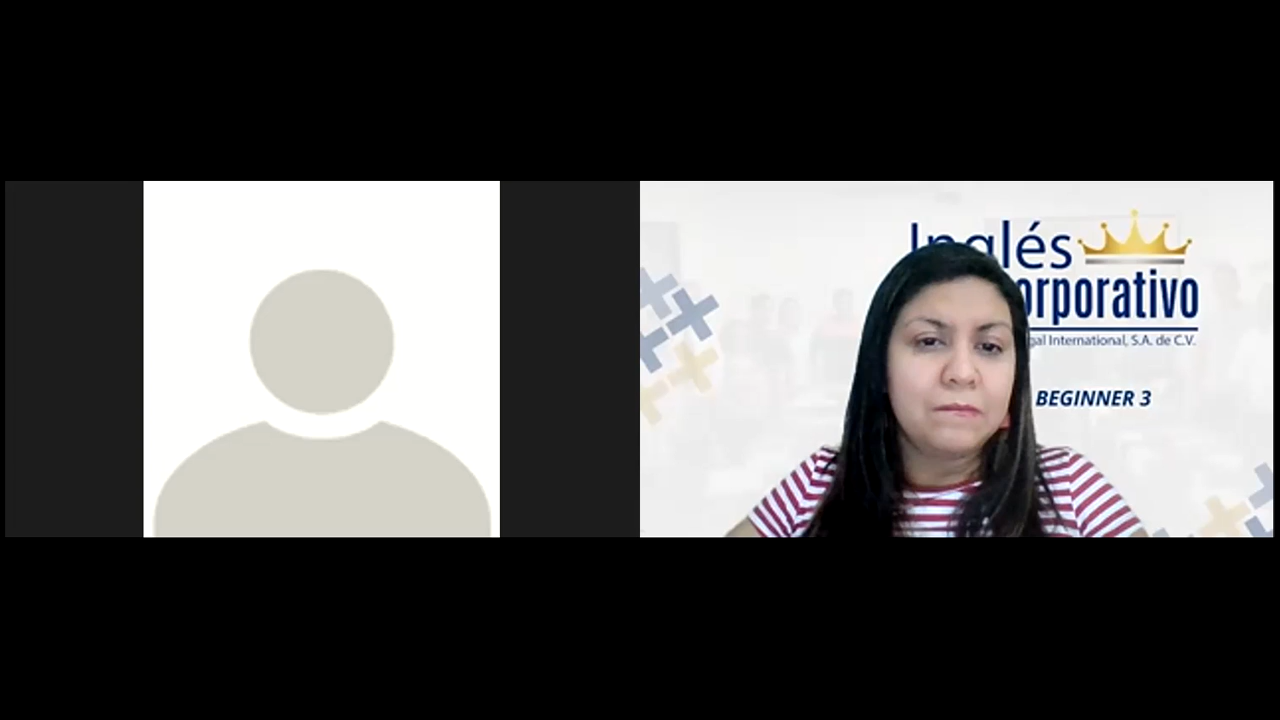 Inglés
orporativo
gal International, S.A. de C.V.
BEGINNER 3